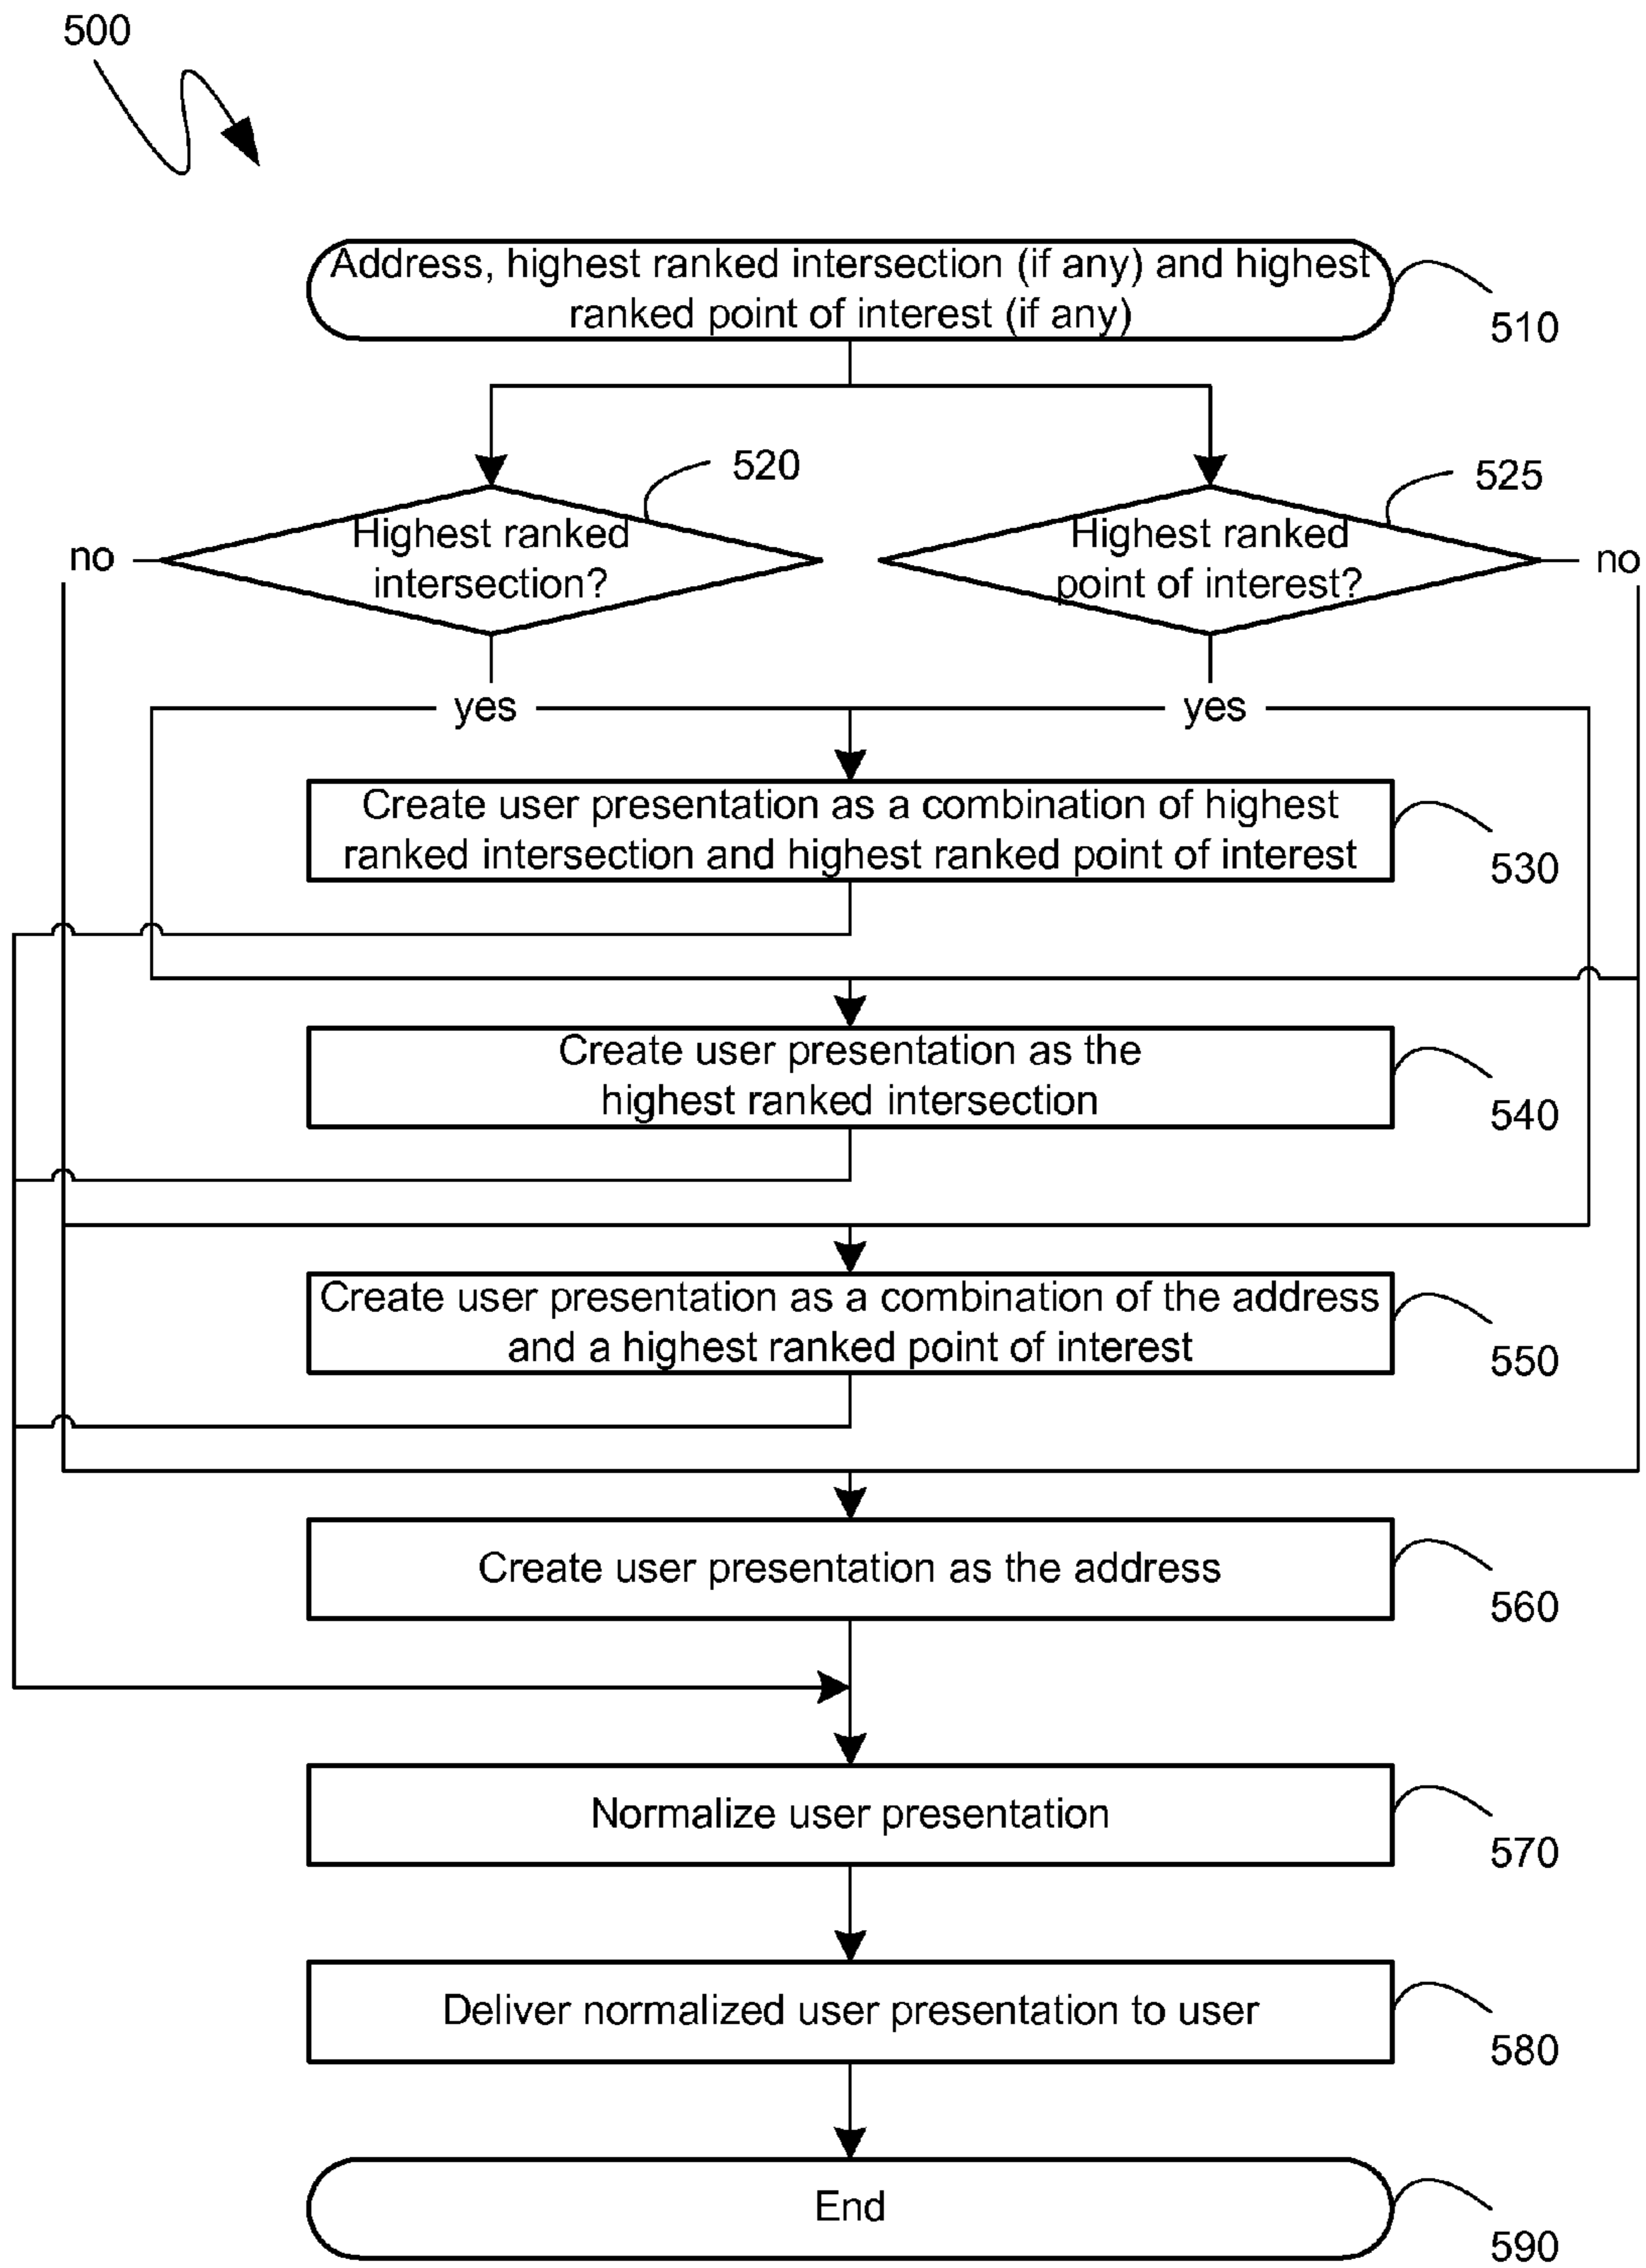 500
Address, highest ranked intersection (if any) and highest
ranked point of interest (if any)
510
520
525
Highest ranked
intersection?
Highest ranked
point of interest?
no
no
yes
yes
Create user presentation as a combination of highest
ranked intersection and highest ranked point of interest
530
Create user presentation as the
highest ranked intersection
540
Create user presentation as a combination of the address
and a highest ranked point of interest
550
Create user presentation as the address
560
Normalize user presentation
570
Deliver normalized user presentation to user
580
End
590